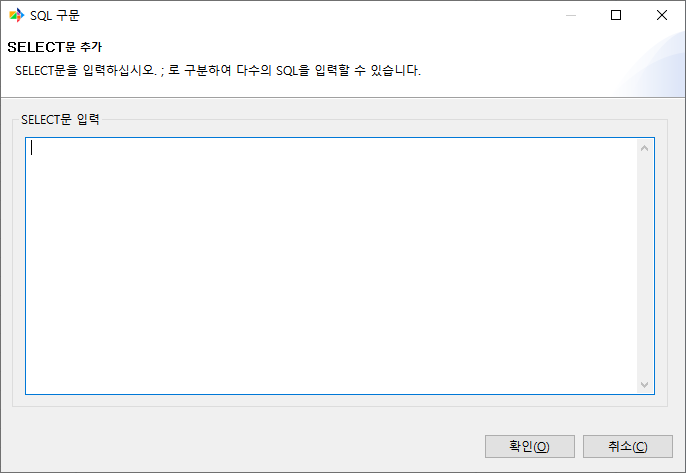 SQL 구문
SELECT문 추가
SELECT문을 입력하십시오. ; 로 구분하여 다수의 SQL을 입력할 수 있습니다.
SELECT문 입력
확인(O) 취소(C)